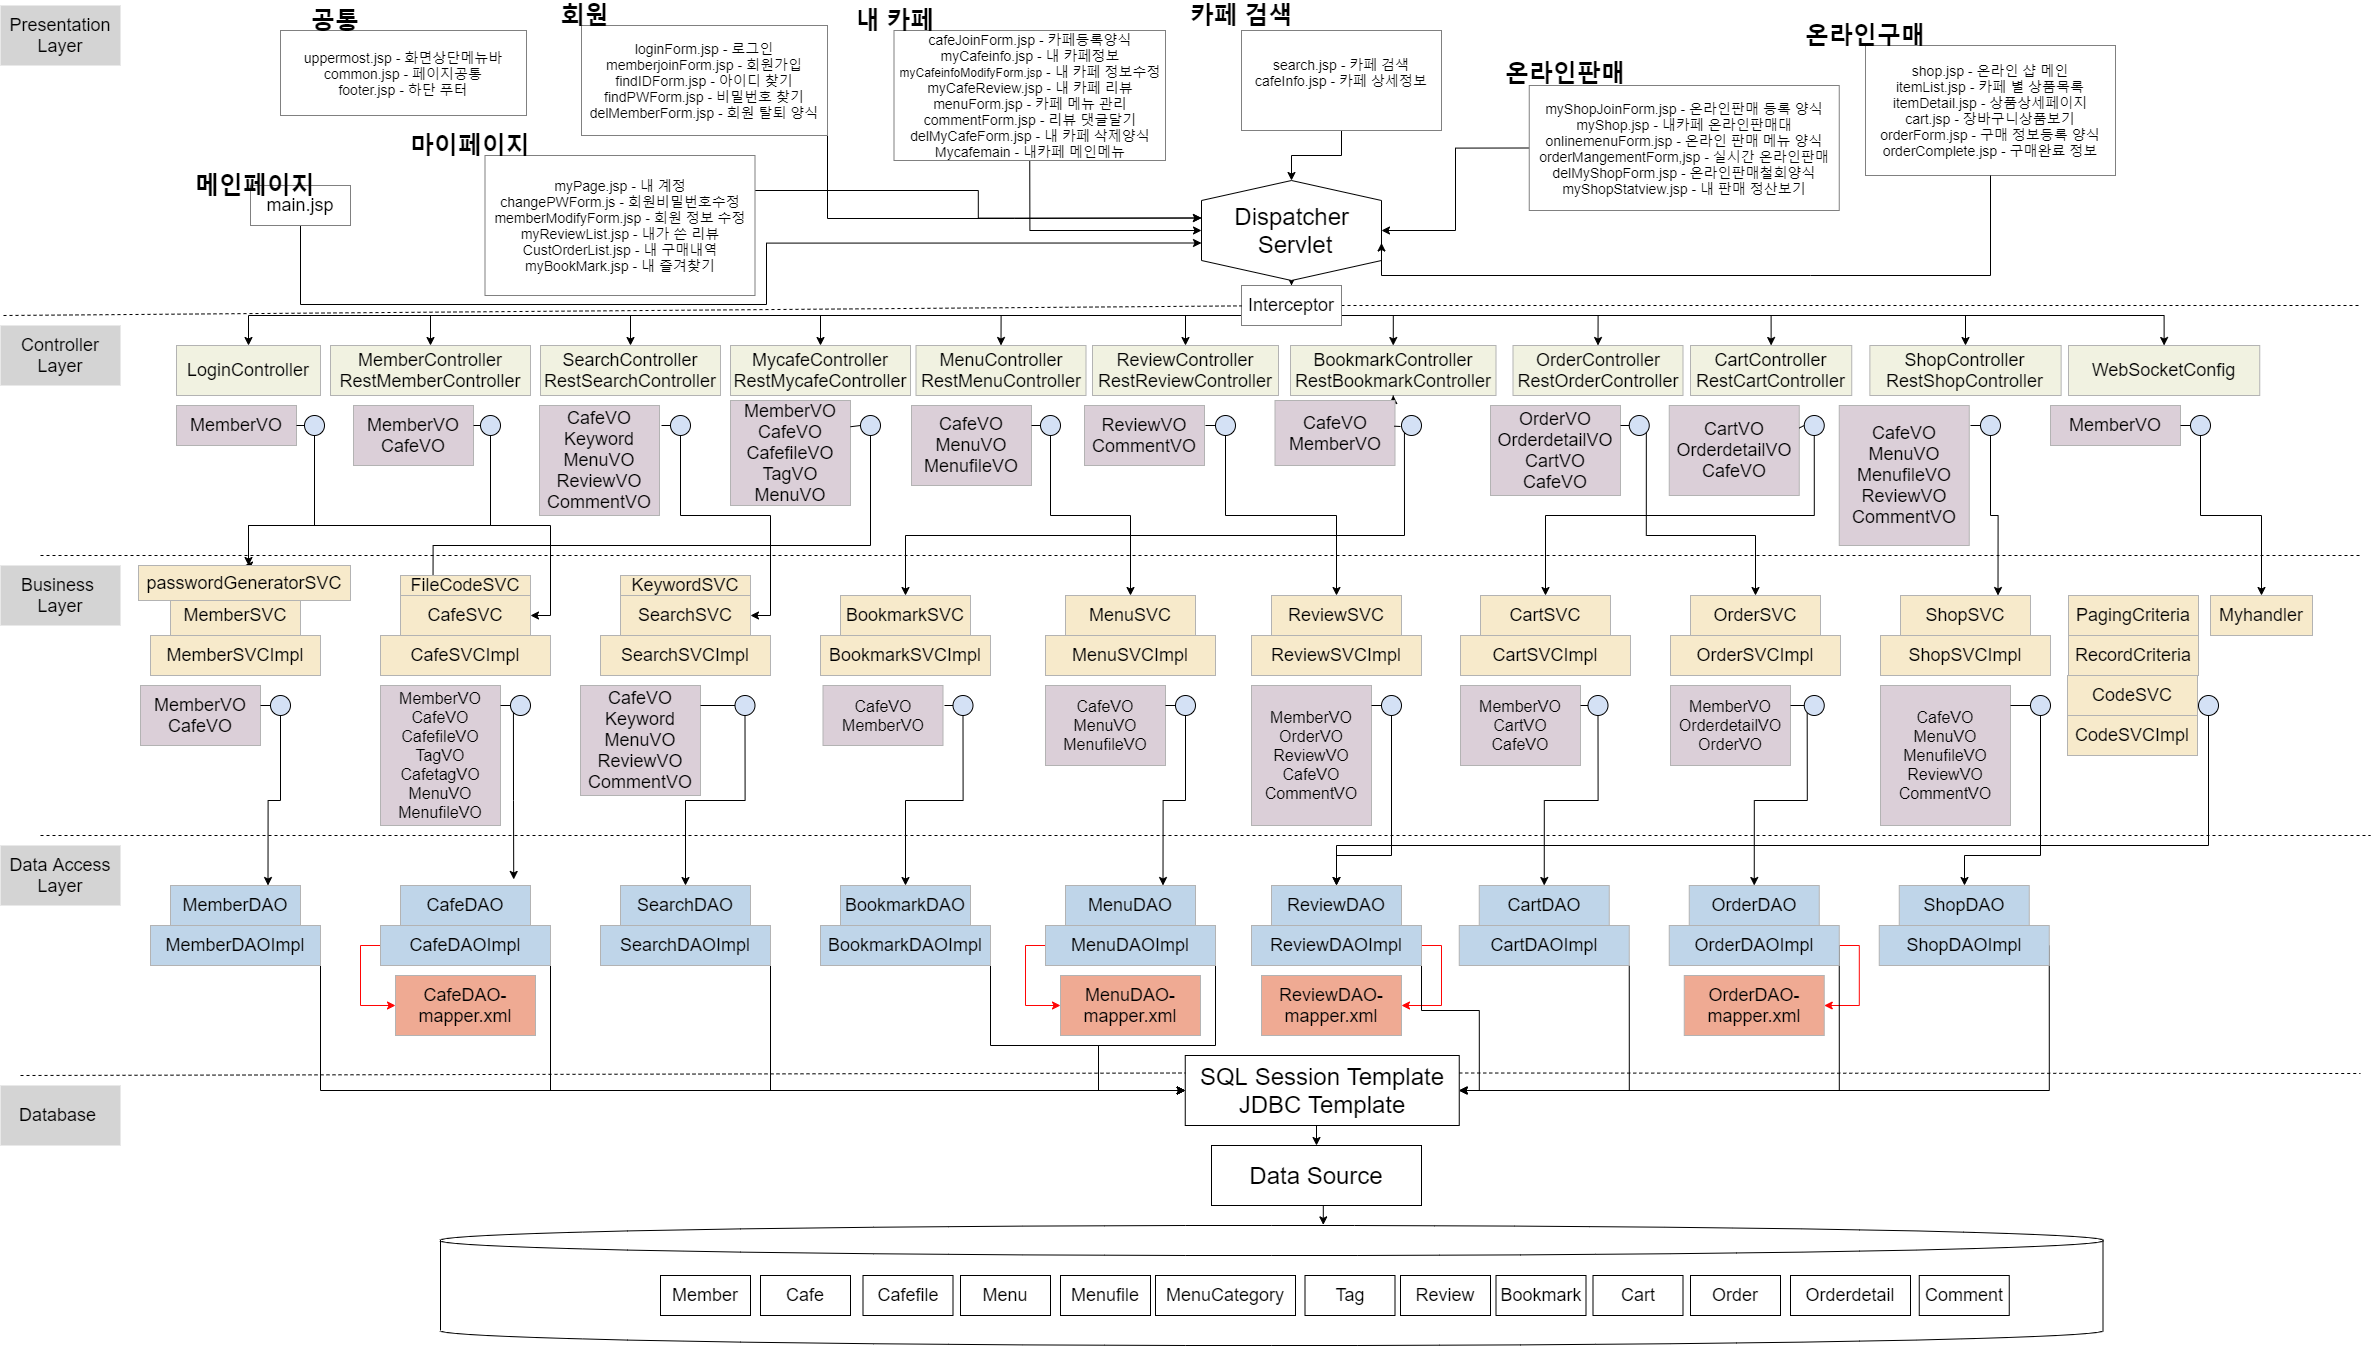 Presentation
Layer
공통
uppermost.jsp - 화면상단메뉴바
common.jsp - 페이지공통
footer.jsp - 하단 푸터
회원
loginForm.jsp - 로그인
memberjoinForm.jsp - 회원가입
findIDForm.jsp - 아이디 찾기
findPWForm.jsp - 비밀번호 찾기
delMemberForm.jsp - 회원 탈퇴 양식
내 카페
cafeJoinForm.jsp - 카페등록양식
myCafeinfo.jsp - 내 카페정보
myCafeinfoModifyForm.jsp - 내 카페 정보수정
myCafeReview.jsp - 내 카페 리뷰
menuForm.jsp - 카페 메뉴 관리
commentForm.jsp - 리뷰 댓글달기
delMyCafeForm.jsp - 내 카페 삭제양식
Mycafemain - 내카페 메인메뉴
카페 검색
search.jsp - 카페 검색
cafeInfo.jsp - 카페 상세정보
온라인판매
myShopJoinForm.jsp - 온라인판매 등록 양식
myShop.jsp - 내카페 온라인판매대
onlinemenuForm.jsp - 온라인 판매 메뉴 양식
orderMangementForm,jsp - 실시간 온라인판매
delMyShopForm.jsp - 온라인판매철회양식
myShopStatview.jsp - 내 판매 정산보기
온라인구매
shop.jsp - 온라인 샵 메인
itemList.jsp - 카페 별 상품목록
itemDetail.jsp - 상품상세페이지
cart.jsp - 장바구니상품보기
orderForm.jsp - 구매 정보등록 양식
orderComplete.jsp - 구매완료 정보
마이페이지
myPage.jsp - 내 계정
changePWForm.js - 회원비밀번호수정
memberModifyForm.jsp - 회원 정보 수정
myReviewList.jsp - 내가 쓴 리뷰
CustOrderList.jsp - 내 구매내역
myBookMark.jsp - 내 즐겨찾기
메인페이지
main.jsp
Dispatcher
Servlet
Interceptor
Controller
Layer
LoginController
MemberController
RestMemberController
SearchController
RestSearchController
MycafeController
RestMycafeController
MenuController
RestMenuController
ReviewController
RestReviewController
BookmarkController
RestBookmarkController
OrderController
RestOrderController
CartController
RestCartController
ShopController
RestShopController
WebSocketConfig
MemberVO
MemberVO
CafeVO
CafeVO
Keyword
MenuVO
ReviewVO
CommentVO
MemberVO
CafeVO
CafefileVO
TagVO
MenuVO
CafeVO
MenuVO
MenufileVO
ReviewVO
CommentVO
CafeVO
MemberVO
OrderVO
OrderdetailVO
CartVO
CafeVO
CartVO
OrderdetailVO
CafeVO
CafeVO
MenuVO
MenufileVO
ReviewVO
CommentVO
MemberVO
Business
Layer
passwordGeneratorSVC
MemberSVC
MemberSVCImpl
FileCodeSVC
CafeSVC
CafeSVCImpl
KeywordSVC
SearchSVC
SearchSVCImpl
BookmarkSVC
BookmarkSVCImpl
MenuSVC
MenuSVCImpl
ReviewSVC
ReviewSVCImpl
CartSVC
CartSVCImpl
OrderSVC
OrderSVCImpl
ShopSVC
ShopSVCImpl
PagingCriteria
RecordCriteria
CodeSVC
CodeSVCImpl
Myhandler
MemberVO
CafeVO
MemberVO
CafeVO
CafefileVO
TagVO
CafetagVO
MenuVO
MenufileVO
CafeVO
Keyword
MenuVO
ReviewVO
CommentVO
CafeVO
MemberVO
CafeVO
MenuVO
MenufileVO
MemberVO
OrderVO
ReviewVO
CafeVO
CommentVO
MemberVO
CartVO
CafeVO
MemberVO
OrderdetailVO
OrderVO
CafeVO
MenuVO
MenufileVO
ReviewVO
CommentVO
Data Access
Layer
MemberDAO
MemberDAOImpl
CafeDAO
CafeDAOImpl
CafeDAO-
mapper.xml
SearchDAO
SearchDAOImpl
BookmarkDAO
BookmarkDAOImpl
MenuDAO
MenuDAOImpl
MenuDAO-
mapper.xml
ReviewDAO
ReviewDAOImpl
ReviewDAO-
mapper.xml
CartDAO
CartDAOImpl
OrderDAO
OrderDAOImpl
OrderDAO-
mapper.xml
ShopDAO
ShopDAOImpl
Database
SQL Session Template
JDBC Template
Data Source
Member
Cafe
Cafefile
Menu
Menufile
MenuCategory
Tag
Review
Bookmark
Cart
Order
Orderdetail
Comment